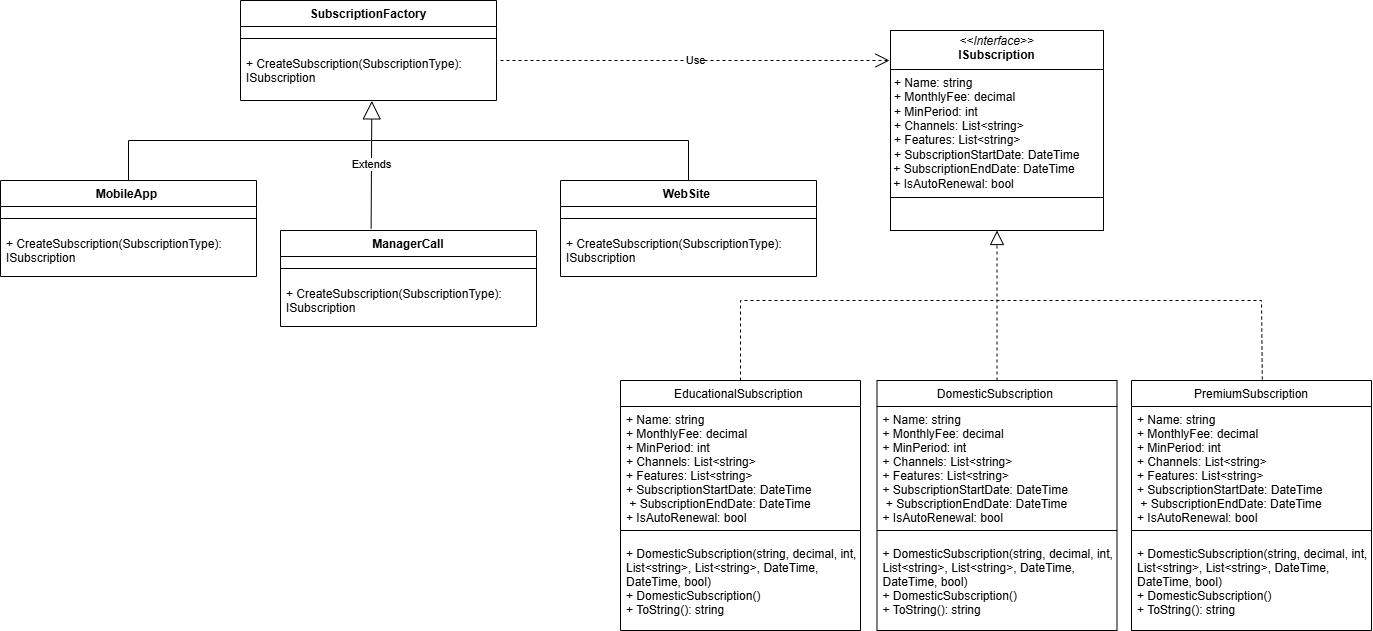 SubscriptionFactory
+ CreateSubscription(SubscriptionType):
ISubscription
Use
<<Interface>>
ISubscription
+ Name: string
+ MonthlyFee: decimal
+ MinPeriod: int
+ Channels: List<string>
+ Features: List<string>
+ SubscriptionStartDate: DateTime
+ SubscriptionEndDate: DateTime
+ IsAutoRenewal: bool
Extends
MobileApp
+ CreateSubscription(SubscriptionType):
ISubscription
ManagerCall
+ CreateSubscription(SubscriptionType):
ISubscription
WebSite
+ CreateSubscription(SubscriptionType):
ISubscription
EducationalSubscription
+ Name: string
+ MonthlyFee: decimal
+ MinPeriod: int
+ Channels: List<string>
+ Features: List<string>
+ SubscriptionStartDate: DateTime
+ SubscriptionEndDate: DateTime
+ IsAutoRenewal: bool
+ DomesticSubscription(string, decimal, int,
List<string>, List<string>, DateTime,
DateTime, bool)
+ DomesticSubscription()
+ ToString(): string
DomesticSubscription
+ Name: string
+ MonthlyFee: decimal
+ MinPeriod: int
+ Channels: List<string>
+ Features: List<string>
+ SubscriptionStartDate: DateTime
+ SubscriptionEndDate: DateTime
+ IsAutoRenewal: bool
+ DomesticSubscription(string, decimal, int,
List<string>, List<string>, DateTime,
DateTime, bool)
+ DomesticSubscription()
+ ToString(): string
PremiumSubscription
+ Name: string
+ MonthlyFee: decimal
+ MinPeriod: int
+ Channels: List<string>
+ Features: List<string>
+ SubscriptionStartDate: DateTime
+ SubscriptionEndDate: DateTime
+ IsAutoRenewal: bool
+ DomesticSubscription(string, decimal, int,
List<string>, List<string>, DateTime,
DateTime, bool)
+ DomesticSubscription()
+ ToString(): string